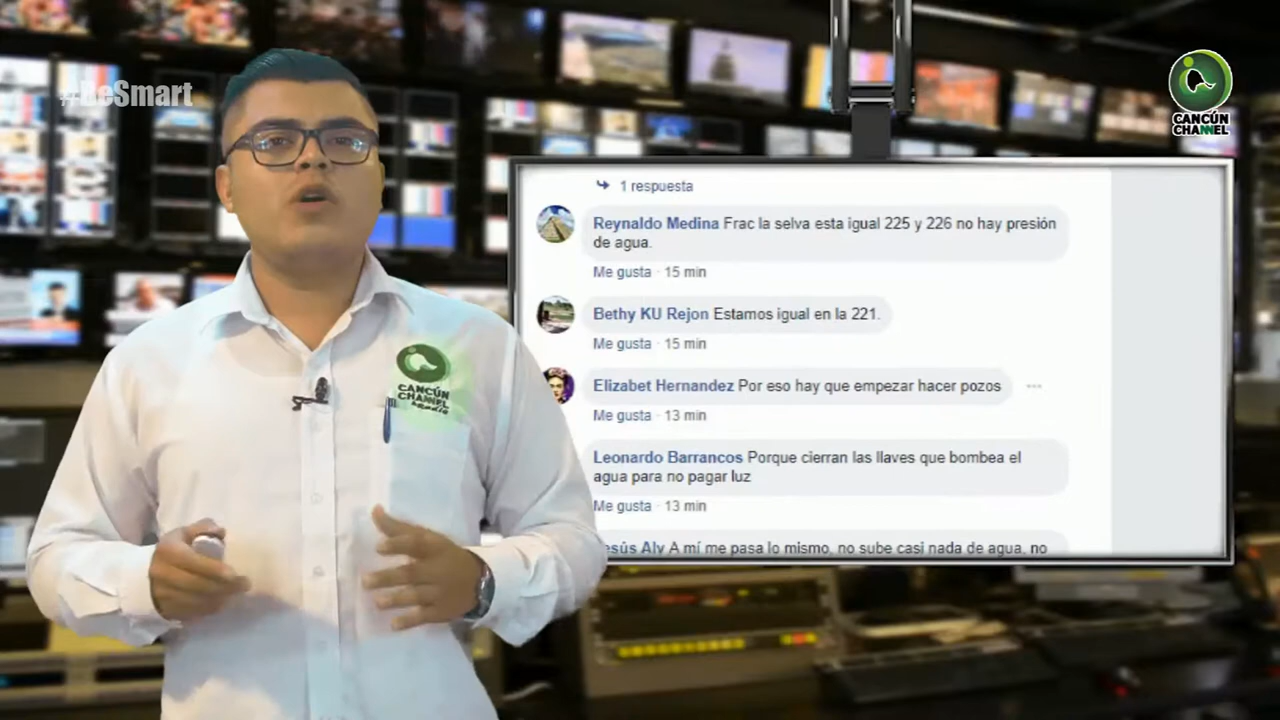 #BeSmart
CANCÚN
CHANNEL
1 respuesta
Reynaldo Medina Frac la selva esta igual 225 y 226 no hay presión
de agua.
Me gusta · 15 min
Bethy KU Rejon Estamos igual en la 221.
Me gusta · 15 min
Elizabet Hernandez Por eso hay que empezar hacer pozos
Me gusta · 13 min
Leonardo Barrancos Porque cierran las llaves que bombea el
agua para no pagar luz
Me gusta · 13 min
esús Aly A mí me pasa lo mismo, no sube casi nada de agua, no
CANCÚN
CHANNEL